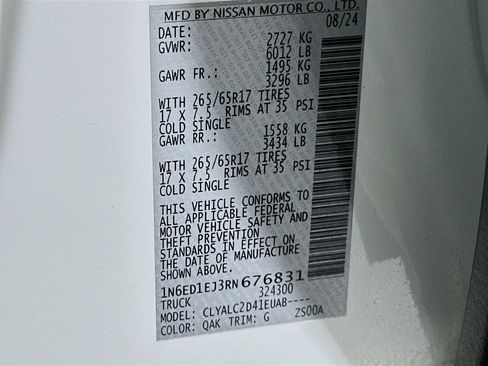 MFD BY NISSAN MOTOR CO., LTD.
DATE: 08/24
GVWR: 2727 KG
6012 LB
GAWR FR.: 1495 KG
3296 LB
WITH 265/65R17 TIRES
17 X 7.5 RIMS AT 35 PSI
COLD SINGLE
GAWR RR.: 1558 KG
3434 LB
WITH 265/65R17 TIRES
17 X 7.5 RIMS AT 35 PSI
COLD SINGLE
THIS VEHICLE CONFORMS TO
ALL APPLICABLE FEDERAL
MOTOR VEHICLE SAFETY AND
THEFT PREVENTION
STANDARDS IN EFFECT ON
THE DATE OF MANUFACTURE
SHOWN ABOVE.
1N6ED1EJ3RN676831
TRUCK 324300
MODEL: CLYALC2D41EUAB----
COLOR: QAK TRIM: G ZS00A